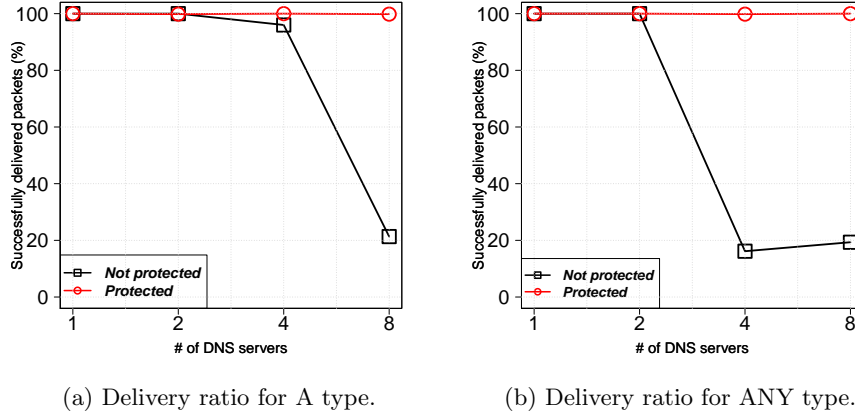 Successfully delivered packets (%)
100
80
60
40
20
0
Not protected
Protected
1 2 4 8
# of DNS servers
(a) Delivery ratio for A type.
Successfully delivered packets (%)
100
80
60
40
20
0
Not protected
Protected
1 2 4 8
# of DNS servers
(b) Delivery ratio for ANY type.